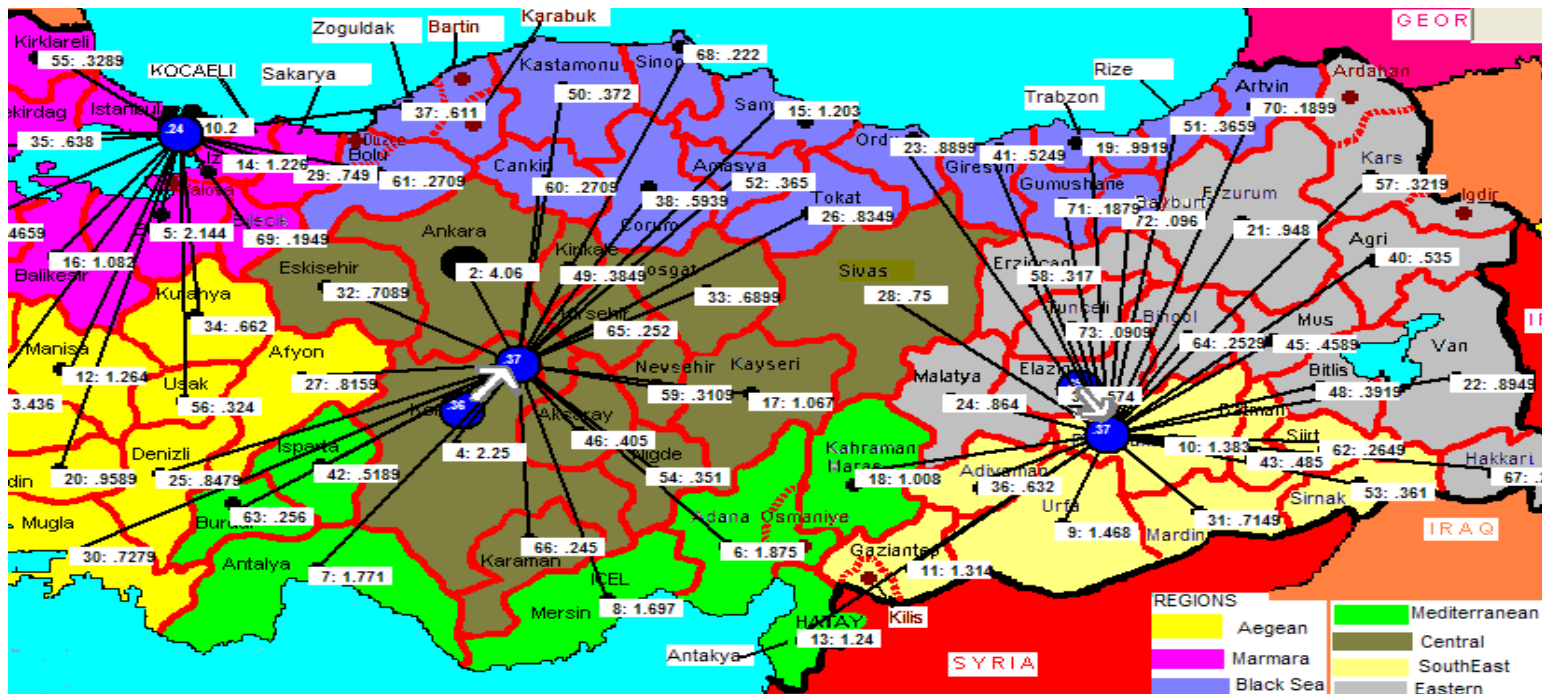 GEOR
Karabuk
Bartin
Zoguldak
Kirklareli
55: .3289
KOCAELI
Sakarya
Kastamonu
Sinop
68: .222
Rize
Ardahan
Artvin
Trabzon
70: .1899
50: .372
37: .611
Sam
15: 1.203
51: .3659
Istanbul
ekirdag
.24
10.2
35: .638
Duzce
Bolu
Ordu
23: .8899
41: .5249
19: .9919
14: 1.226
29: .749
61: .2709
Cankiri
60: .2709
Amasya
52: .365
Giresun
Gumushane
Kars
57: .3219
38: .5939
Tokat
26: .8349
71: .1879
Bayburt
72: .096
Erzurum
Igdir
5: 2.144
Bilecik
69: .1949
Corum
21: .948
4659
16: 1.082
Ankara
Kirikkale
2: 4.06
49: .3849
Agri
40: .535
Balikesir
Eskisehir
32: .7089
Sivas
28: .75
Erzincan
58: .317
Kutahya
34: .662
33: .6899
65: .252
Tunceli
73: .0909
Bingol
64: .2529
Mus
45: .4589
Van
Manisa
12: 1.264
Afyon
27: .8159
.37
Nevsehir
59: .3109
Kayseri
17: 1.067
Malatya
24: .864
Elazig
.574
Bitlis
48: .3919
22: .8949
Usak
56: .324
3.436
.36
Aksaray
46: .405
Nigde
54: .351
4: 2.25
Kahraman
Maras
18: 1.008
.37
Batman
10: 1.383
Siirt
62: .2649
43: .485
Hakkari
67: .2
Isparta
42: .5189
Denizli
25: .8479
20: .9589
din
Adiyaman
36: .632
Urfa
9: 1.468
Mardin
31: .7149
Sirnak
53: .361
IRAQ
Mugla
30: .7279
Burdur
63: .256
Antalya
7: 1.771
Karaman
66: .245
ICEL
Mersin
8: 1.697
Adana
Osmaniye
6: 1.875
Gaziantep
11: 1.314
Kilis
HATAY
13: 1.24
Antakya
SYRIA
REGIONS
Aegean
Marmara
Black Sea
Mediterranean
Central
SouthEast
Eastern